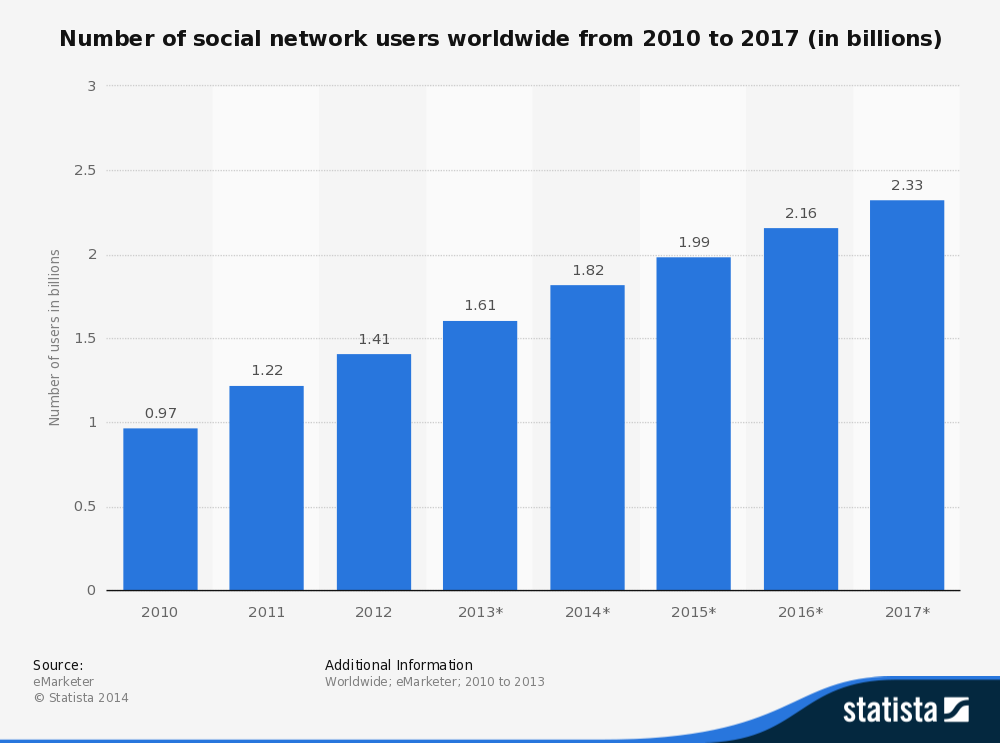 Number of social network users worldwide from 2010 to 2017 (in billions)
3
2.5
2
1.5
1
0.5
0
Number of users in billions
0.97
1.22
1.41
1.61
1.82
1.99
2.16
2.33
2010
2011
2012
2013*
2014*
2015*
2016*
2017*
Source:
eMarketer
© Statista 2014
Additional Information
Worldwide; eMarketer; 2010 to 2013
statista